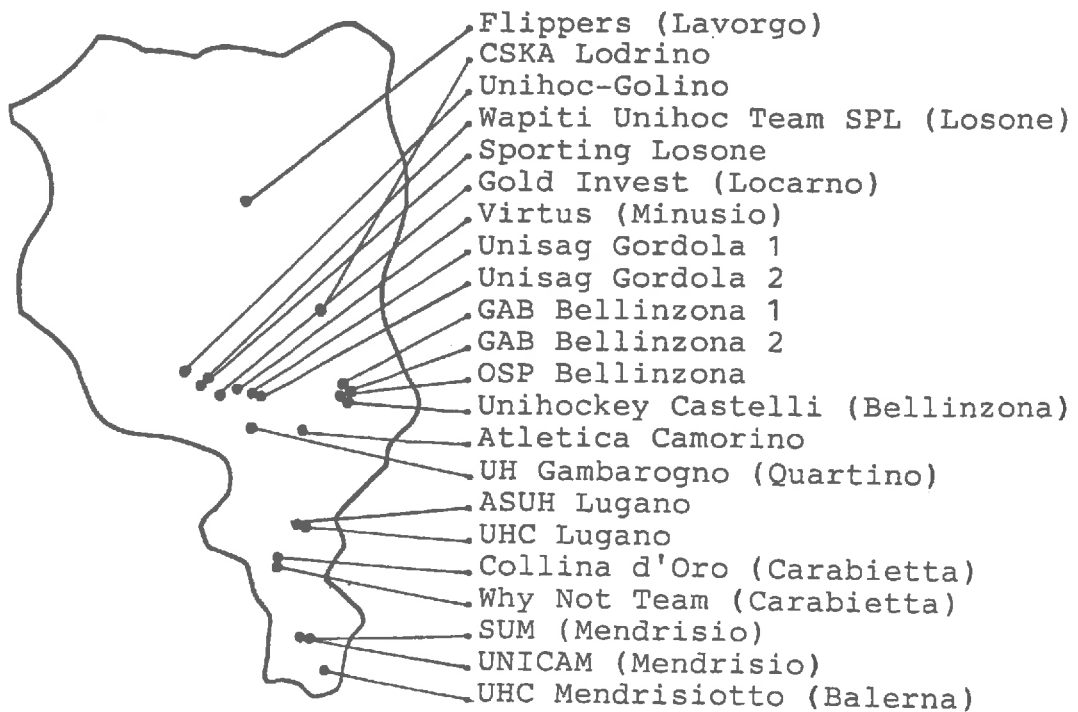 Flippers (Lavorgo)
CSKA Lodrino
Unihoc-Golino
Wapiti Unihoc Team SPL (Losone)
Sporting Losone
Gold Invest (Locarno)
Virtus (Minusio)
Unisag Gordola 1
Unisag Gordola 2
GAB Bellinzona 1
GAB Bellinzona 2
OSP Bellinzona
Unihockey Castelli (Bellinzona)
Atletica Camorino
UH Gambarogno (Quartino)
ASUH Lugano
UHC Lugano
Collina d'Oro (Carabietta)
Why Not Team (Carabietta)
SUM (Mendrisio)
UNICAM (Mendrisio)
UHC Mendrisiotto (Balerna)